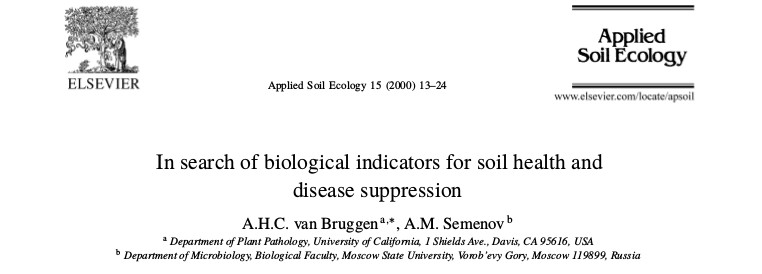 ELSEVIER
Applied Soil Ecology 15 (2000) 13–24
Applied
Soil Ecology
www.elsevier.com/locate/apsoil
In search of biological indicators for soil health and
disease suppression
A.H.C. van Bruggen a,*, A.M. Semenov b
a Department of Plant Pathology, University of California, 1 Shields Ave., Davis, CA 95616, USA
b Department of Microbiology, Biological Faculty, Moscow State University, Vorob'evy Gory, Moscow 119899, Russia